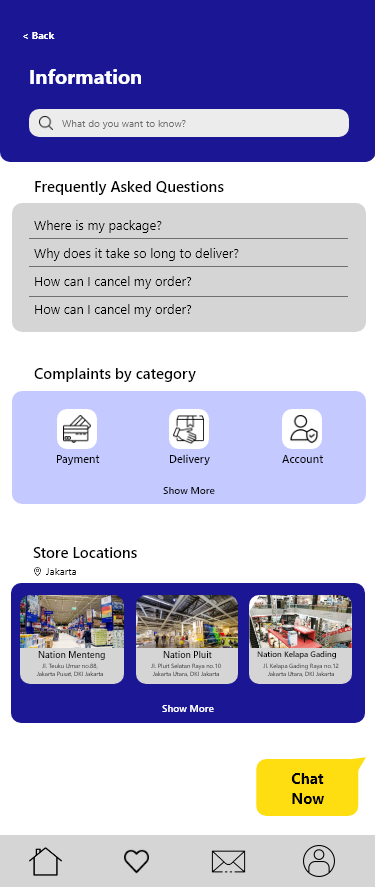 < Back
Information
What do you want to know?
Frequently Asked Questions
Where is my package?
Why does it take so long to deliver?
How can I cancel my order?
How can I cancel my order?
Complaints by category
Payment
Delivery
Account
Show More
Store Locations
Jakarta
Nation Menteng
Jl. Teuku Umar no.88,
Jakarta Pusat, DKI Jakarta
Nation Pluit
Jl. Pluit Selatan Raya no.10
Jakarta Utara, DKI Jakarta
Nation Kelapa Gading
Jl. Kelapa Gading Raya no.12
Jakarta Utara, DKI Jakarta
Show More
Chat
Now